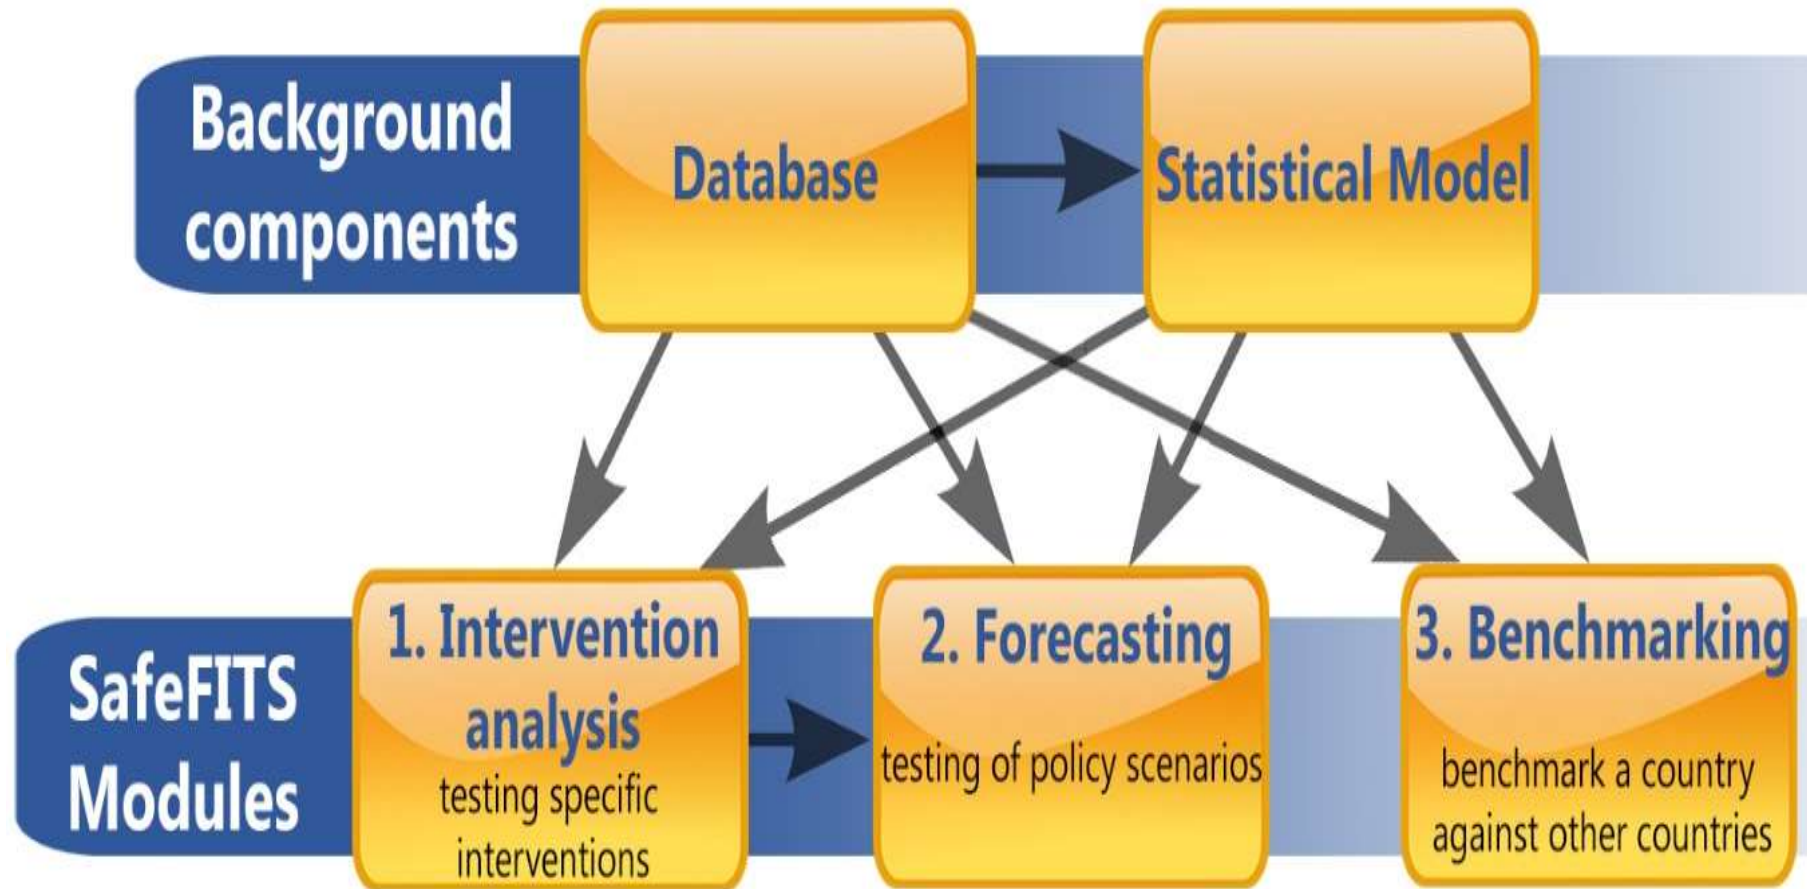 Background
components
Database
Statistical Model
SafeFITS
Modules
1. Intervention
analysis
testing specific
interventions
2. Forecasting
testing of policy scenarios
3. Benchmarking
benchmark a country
against other countries